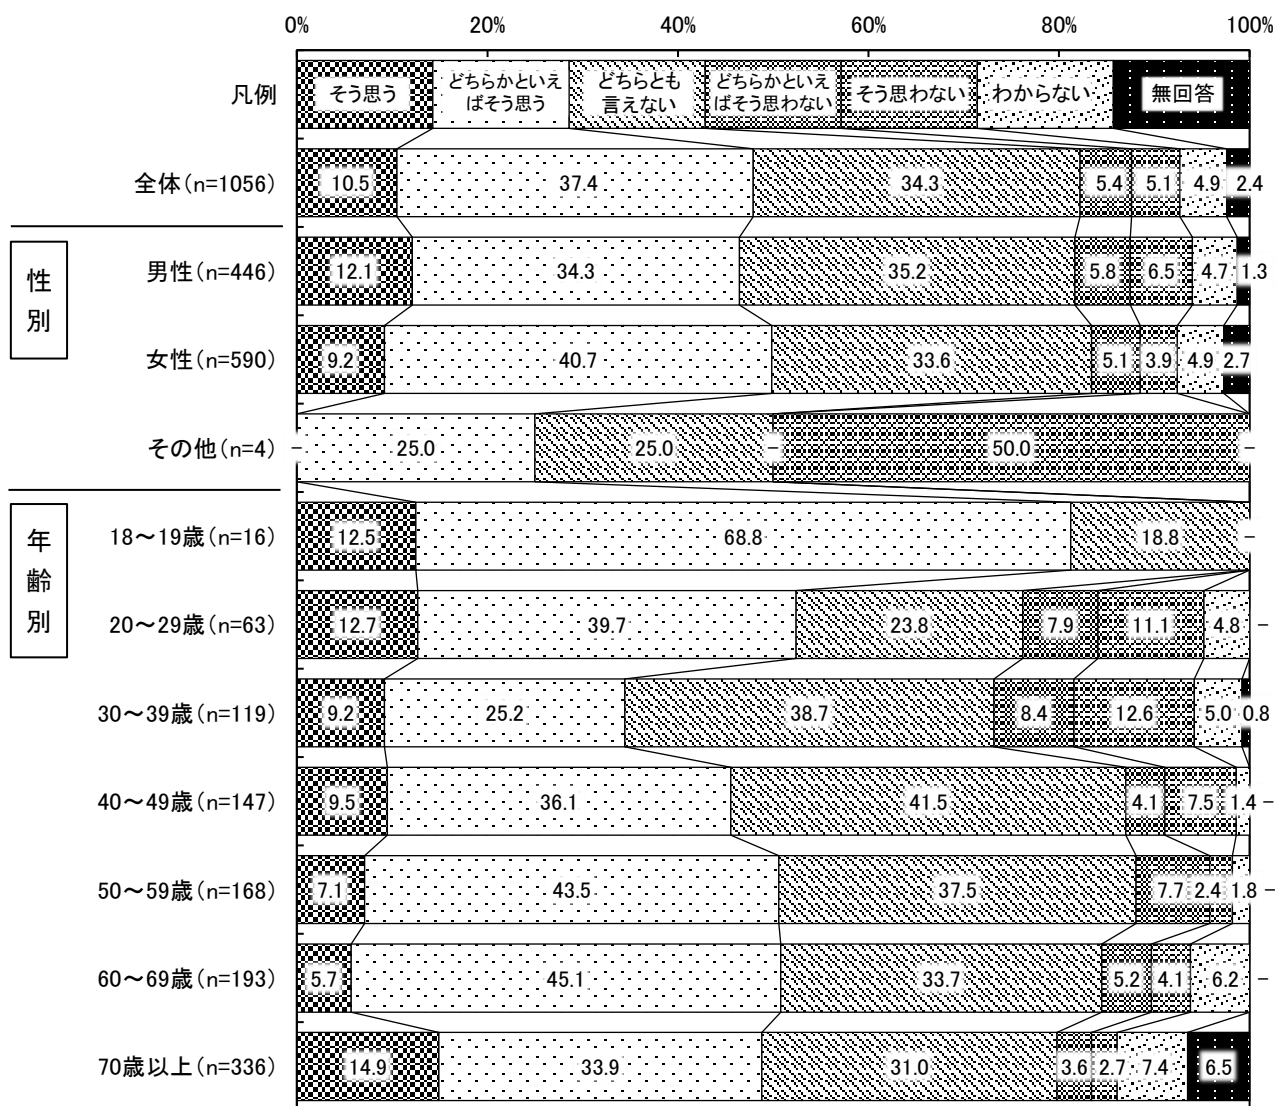 0% 20% 40% 60% 80% 100%
凡例 そう思う どちらかといえ どちらとも どちらかといえ そう思わない わからない 無回答
ばそう思う 言えない ばそう思わない
全体(n=1056) 10.5 37.4 34.3 5.4 5.1 4.9 2.4
性別
男性(n=446) 12.1 34.3 35.2 5.8 6.5 4.7 1.3
女性(n=590) 9.2 40.7 33.6 5.1 3.9 4.9 2.7
その他(n=4) - 25.0 25.0 - 50.0 -
年齢別
18～19歳(n=16) 12.5 68.8 18.8 -
20～29歳(n=63) 12.7 39.7 23.8 7.9 11.1 4.8 -
30～39歳(n=119) 9.2 25.2 38.7 8.4 12.6 5.0 0.8
40～49歳(n=147) 9.5 36.1 41.5 4.1 7.5 1.4 -
50～59歳(n=168) 7.1 43.5 37.5 7.7 2.4 1.8 -
60～69歳(n=193) 5.7 45.1 33.7 5.2 4.1 6.2 -
70歳以上(n=336) 14.9 33.9 31.0 3.6 2.7 7.4 6.5